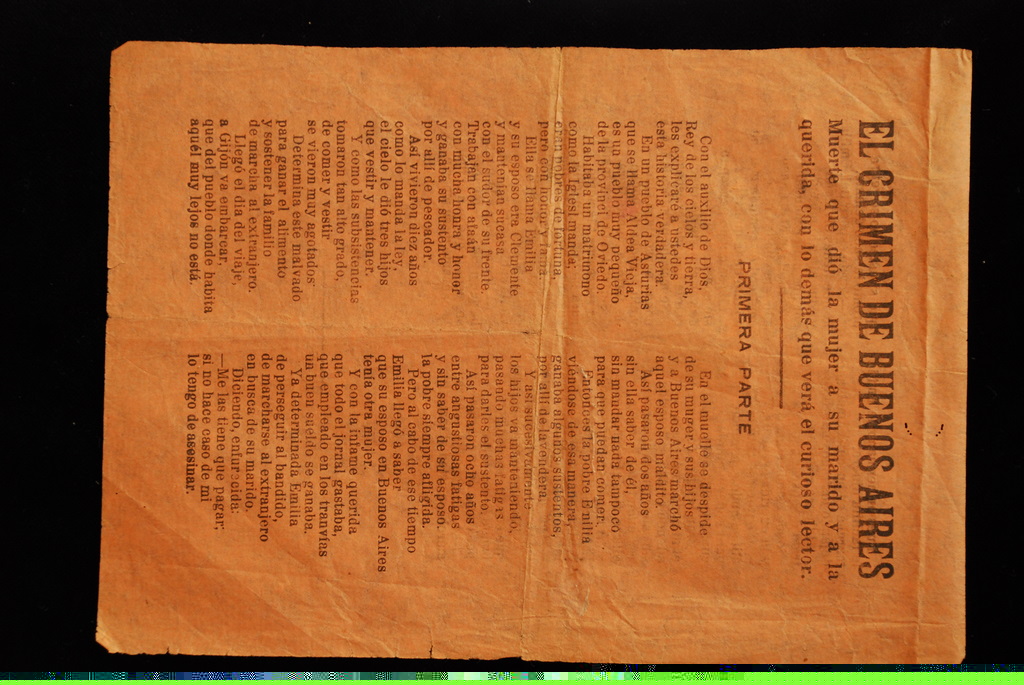 EL CRIMEN DE BUENOS AIRES
Muerte que dió la mujer a su marido y a la
querida, con lo demás que verá el curioso lector.
PRIMERA PARTE
Con el auxilio de Dios,
Rey de los cielos y tierra,
les explicaré a ustedes
esta historia verdadera.
En un pueblo de Asturias
que se llama Aldea Vieja,
es un pueblo muy pequeño
de la provincia de Oviedo.
Habitaba un matrimonio
como la Iglesia manda;
eran pobres de fortuna,
pero con honor y fama.
Ella se llama Emilia
y su esposo era Clemente
y mantenía su casa
con el sudor de su frente.
Tratajan con afsán
con mucha honra y honor
y ganaba su sustento
por allí de pescador.
Así vivieron diez años
como lo manda la ley,
el cielo le dió tres hijos
que vestir y mantener.
Y como las subsistencias
tomaron tan alto grado,
de comer y vestir
se vieron muy agotados
Determina este malvado
para ganar el alimento
y sostener la famillo
de marcha al extranjero.
Llegó el día del viaje,
a Gijón va embarcar,
que del pueblo donde habita
aquél muy lejos no está.
En el muelle se despide
de su muger y sus hijos
y a Buenos Aires marchó
aquel esposo maldito.
Así pasaron dos años
sin ella saber de él,
sin mandar nada tampoco
para que puedan comer.
Entonces la pobre Emilia
viéndose de esa manera,
ganaba algunos sustentos,
por allí de lavandera.
Y así sucesivamente
los hijos va manteniendo,
pasando muchas fatigas
para darles el sustento.
Así pasaron ocho años
entre angustiosas fatigas
y sin saber de su esposo,
la pobre siempre afligida.
Pero al cabo de ese tiempo
Emilia llegó a saber
que su esposo en Buenos Aires
tenía otra mujer.
Y con la infame querida
que todo el jornal gastaba,
que empleado en los tranvías
un buen sueldo se ganaba.
Ya determinada Emilia
de perseguir al bandido,
de marcharse al extranjero
en busca de su marido.
Diciendo, enfurecida:
—Me las tiene que pagar;
si no hace caso de mí
lo tengo de asesinar.